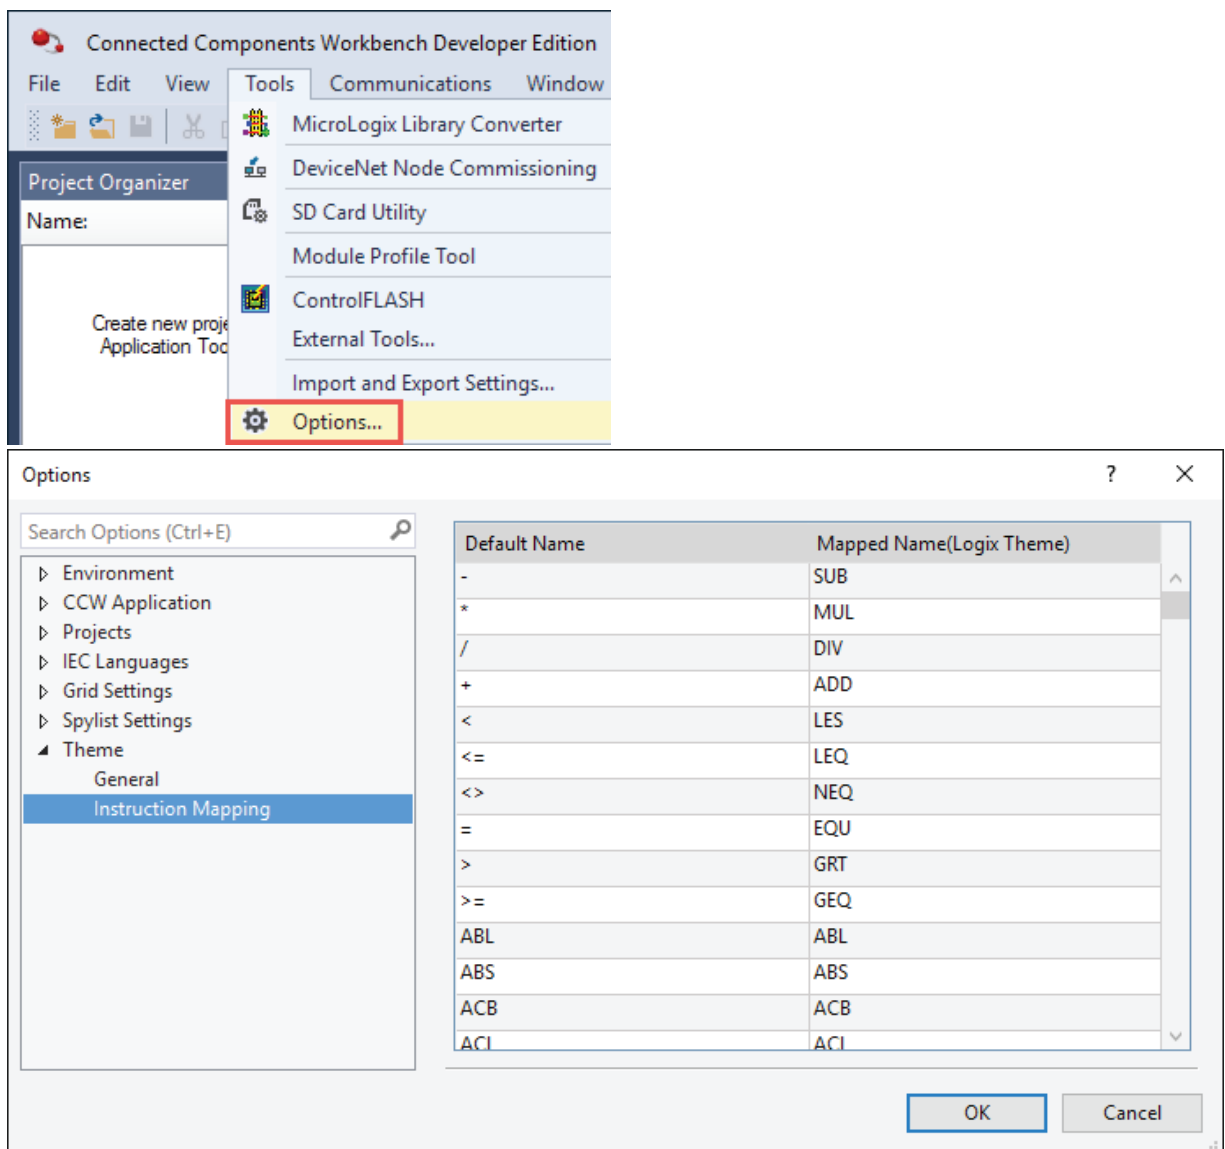 Connected Components Workbench Developer Edition
File Edit View Tools Communications Window
MicroLogix Library Converter
DeviceNet Node Commissioning
Project Organizer
SD Card Utility
Name:
Module Profile Tool
ControlFLASH
Create new proje
External Tools...
Application Too
Import and Export Settings...
Options...
Options ?
Search Options (Ctrl+E)
Environment
CCW Application
Projects
IEC Languages
Grid Settings
Spylist Settings
Theme
General
Instruction Mapping
Default Name Mapped Name(Logix Theme)
- SUB
* MUL
/ DIV
+ ADD
< LES
<= LEQ
<> NEQ
= EQU
> GRT
>= GEQ
ABL ABL
ABS ABS
ACB ACB
OK Cancel